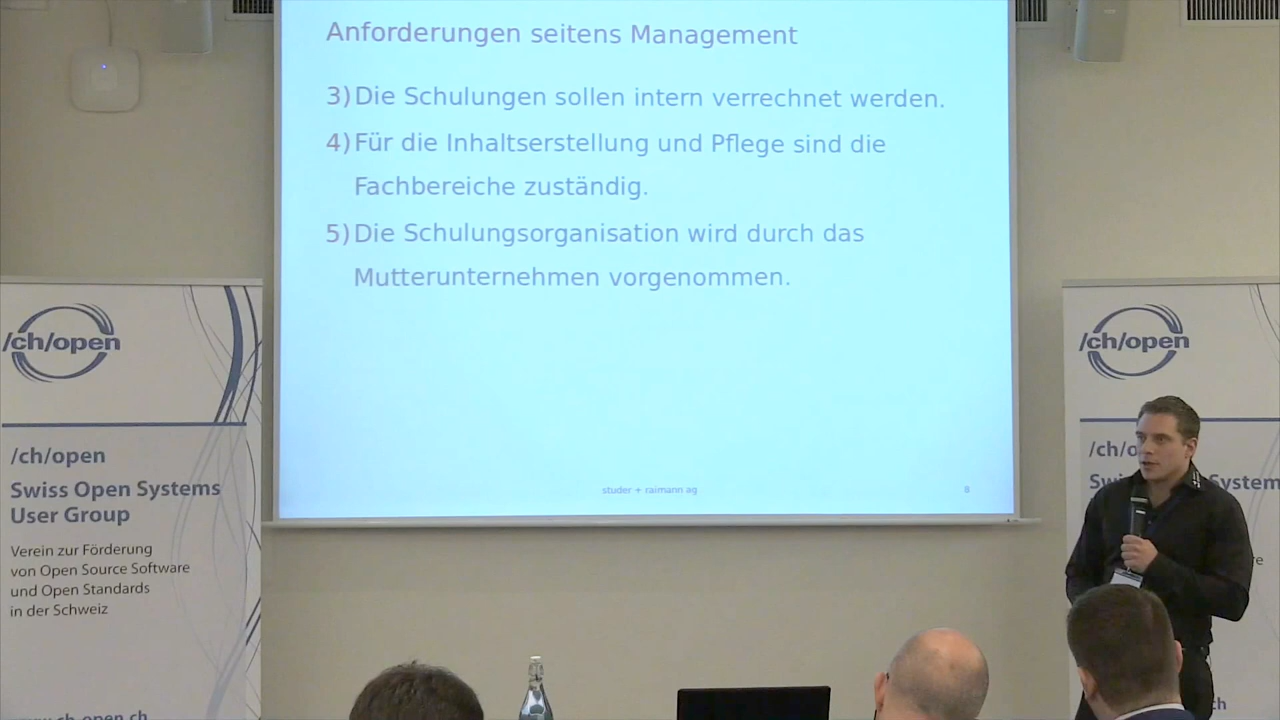 Anforderungen seitens Management
3) Die Schulungen sollen intern verrechnet werden.
4) Für die Inhaltserstellung und Pflege sind die
Fachbereiche zuständig.
5) Die Schulungsorganisation wird durch das
Mutterunternehmen vorgenommen.
studer + raimann ag
8
/ch/open
/ch/open
Swiss Open Systems
User Group
Verein zur Förderung
von Open Source Software
und Open Standards
in der Schweiz
/ch/open